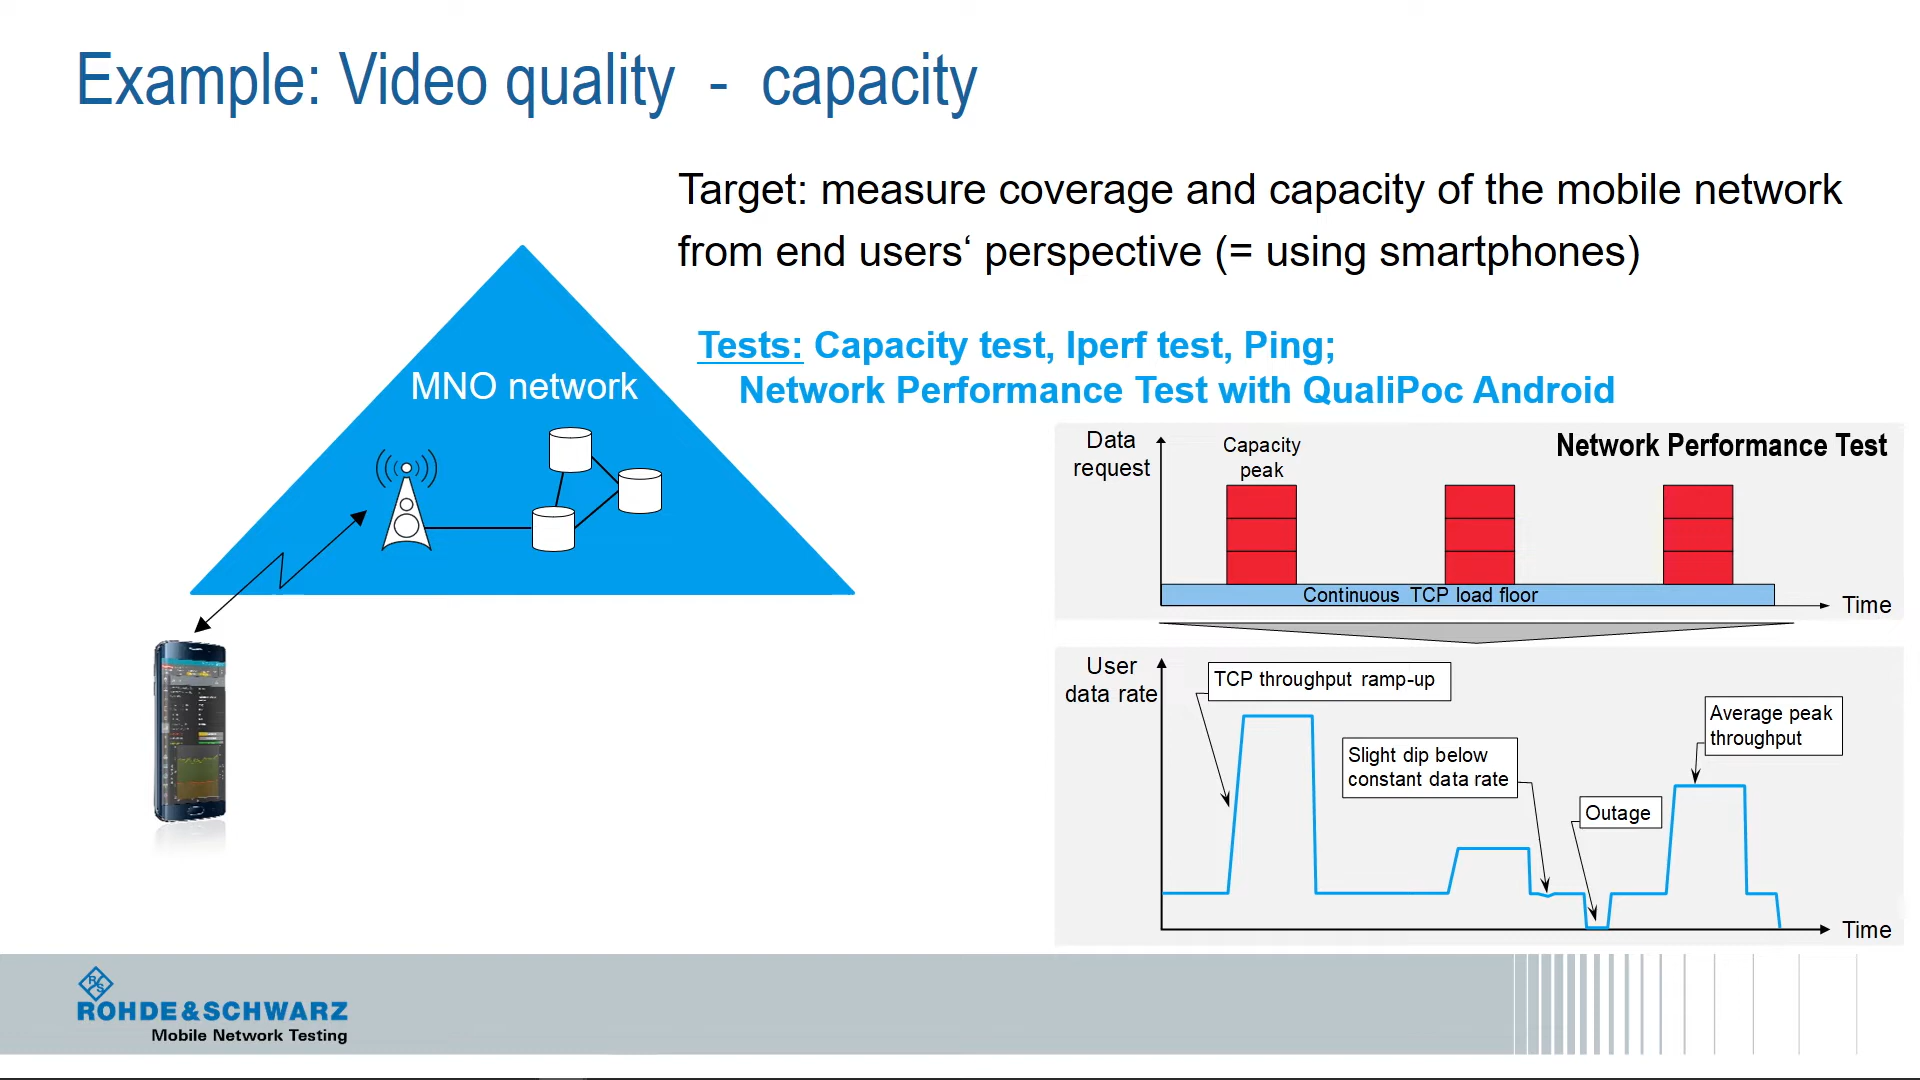 Example: Video quality - capacity
Target: measure coverage and capacity of the mobile network
from end users‘ perspective (= using smartphones)
Tests: Capacity test, Iperf test, Ping;
Network Performance Test with QualiPoc Android
MNO network
Data
request
Capacity
peak
Network Performance Test
Continuous TCP load floor
Time
User
data rate
TCP throughput ramp-up
Slight dip below
constant data rate
Outage
Average peak
throughput
Time
R&S
ROHDE&SCHWARZ
Mobile Network Testing